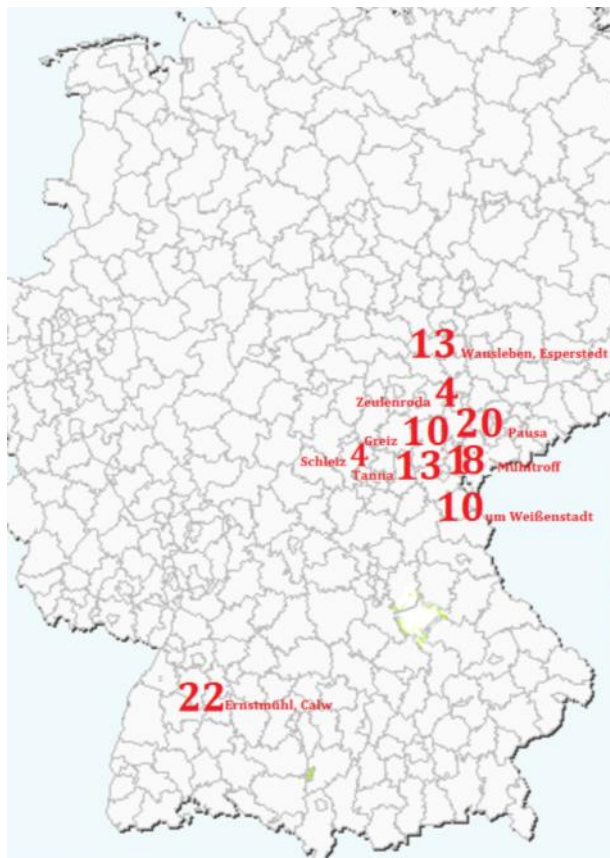 13 Wausleben, Esperstedt
Zeulenroda 4
Greiz 10
20 Pausa
Schleiz 4
Tanna 13
18 Mühltroff
10 um Weißenstadt
22 Ernstmühl, Calw